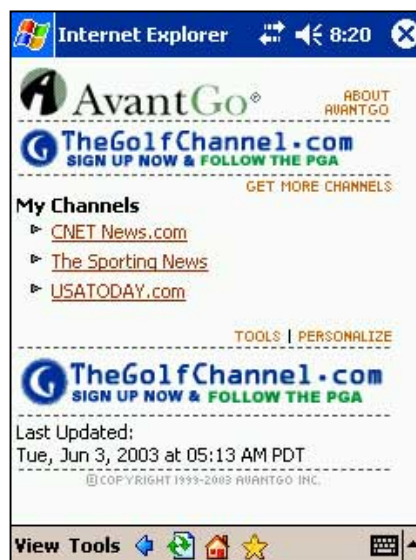 Internet Explorer 8:20
AvantGo®
ABOUT
AVANTGO
TheGolfChannel.com
SIGN UP NOW & FOLLOW THE PGA
GET MORE CHANNELS
My Channels
CNET News.com
The Sporting News
USATODAY.com
TOOLS | PERSONALIZE
TheGolfChannel.com
SIGN UP NOW & FOLLOW THE PGA
Last Updated:
Tue, Jun 3, 2003 at 05:13 AM PDT
©COPYRIGHT 1999-2003 AVANTGO INC.
View Tools